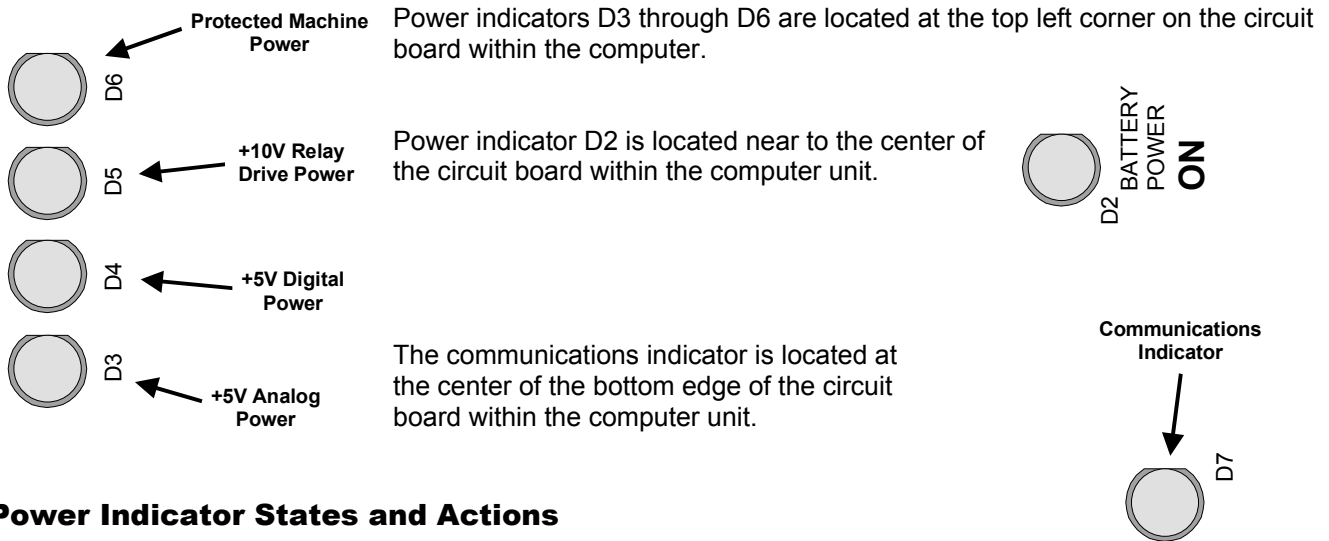 Protected Machine
Power
Power indicators D3 through D6 are located at the top left corner on the circuit
board within the computer.
D6
+10V Relay
Drive Power
D5
Power indicator D2 is located near to the center of
the circuit board within the computer unit.
D2
BATTERY
POWER
ON
D4
+5V Digital
Power
D3
+5V Analog
Power
The communications indicator is located at
the center of the bottom edge of the circuit
board within the computer unit.
Communications
Indicator
D7
Power Indicator States and Actions